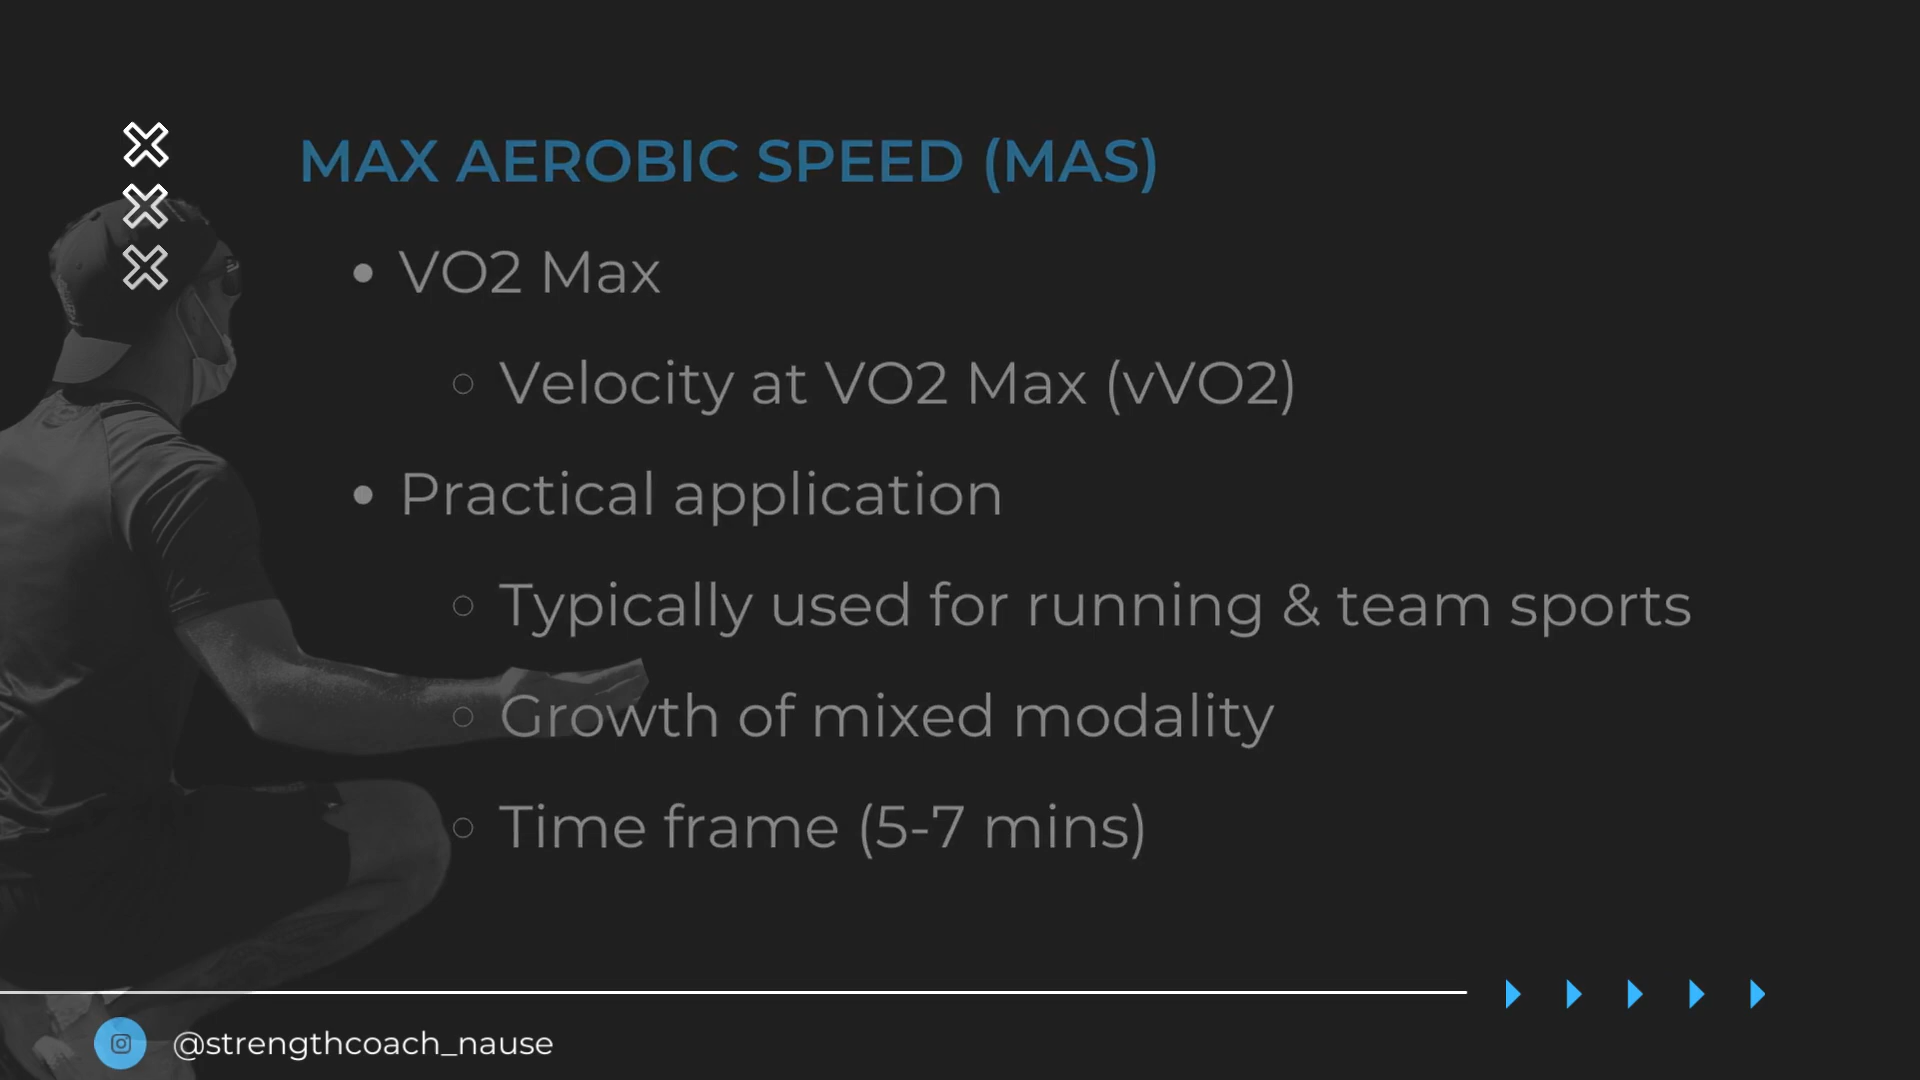 MAX AEROBIC SPEED (MAS)
• VO2 Max
○ Velocity at VO2 Max (vVO2)
• Practical application
○ Typically used for running & team sports
○ Growth of mixed modality
○ Time frame (5-7 mins)
@strengthcoach_nause